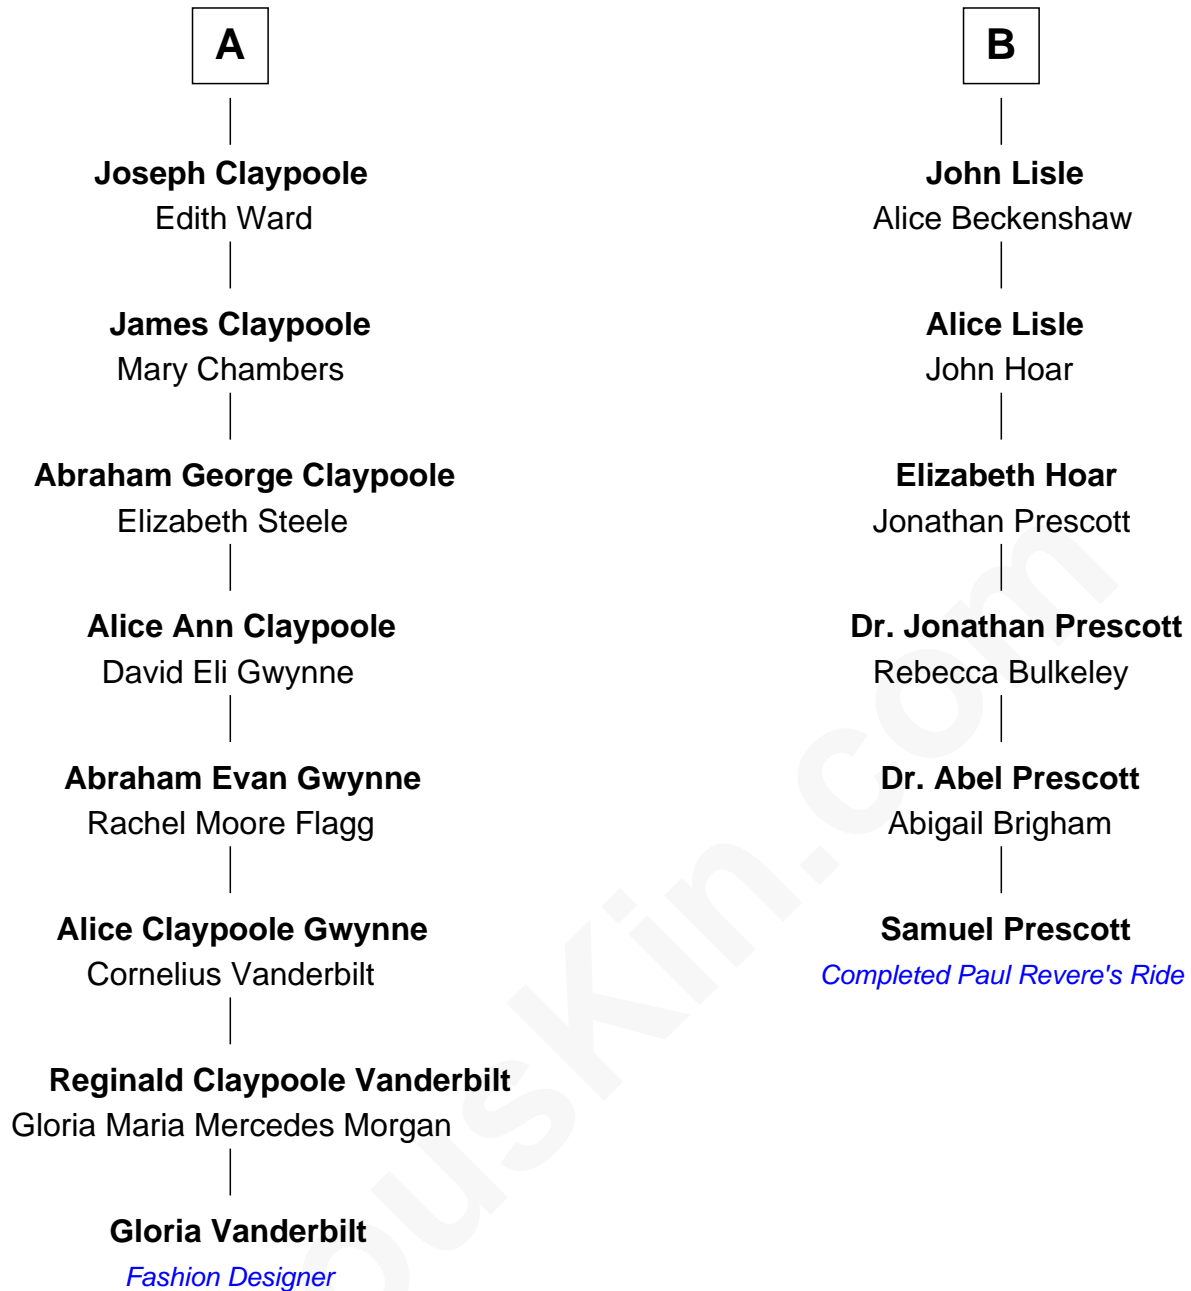 A
Joseph Claypoole
Edith Ward
James Claypoole
Mary Chambers
Abraham George Claypoole
Elizabeth Steele
Alice Ann Claypoole
David Eli Gwynne
Abraham Evan Gwynne
Rachel Moore Flagg
Alice Claypoole Gwynne
Cornelius Vanderbilt
Reginald Claypoole Vanderbilt
Gloria Maria Mercedes Morgan
Gloria Vanderbilt
Fashion Designer
B
John Lisle
Alice Beckenshaw
Alice Lisle
John Hoar
Elizabeth Hoar
Jonathan Prescott
Dr. Jonathan Prescott
Rebecca Bulkeley
Dr. Abel Prescott
Abigail Brigham
Samuel Prescott
Completed Paul Revere's Ride
ousKin.com